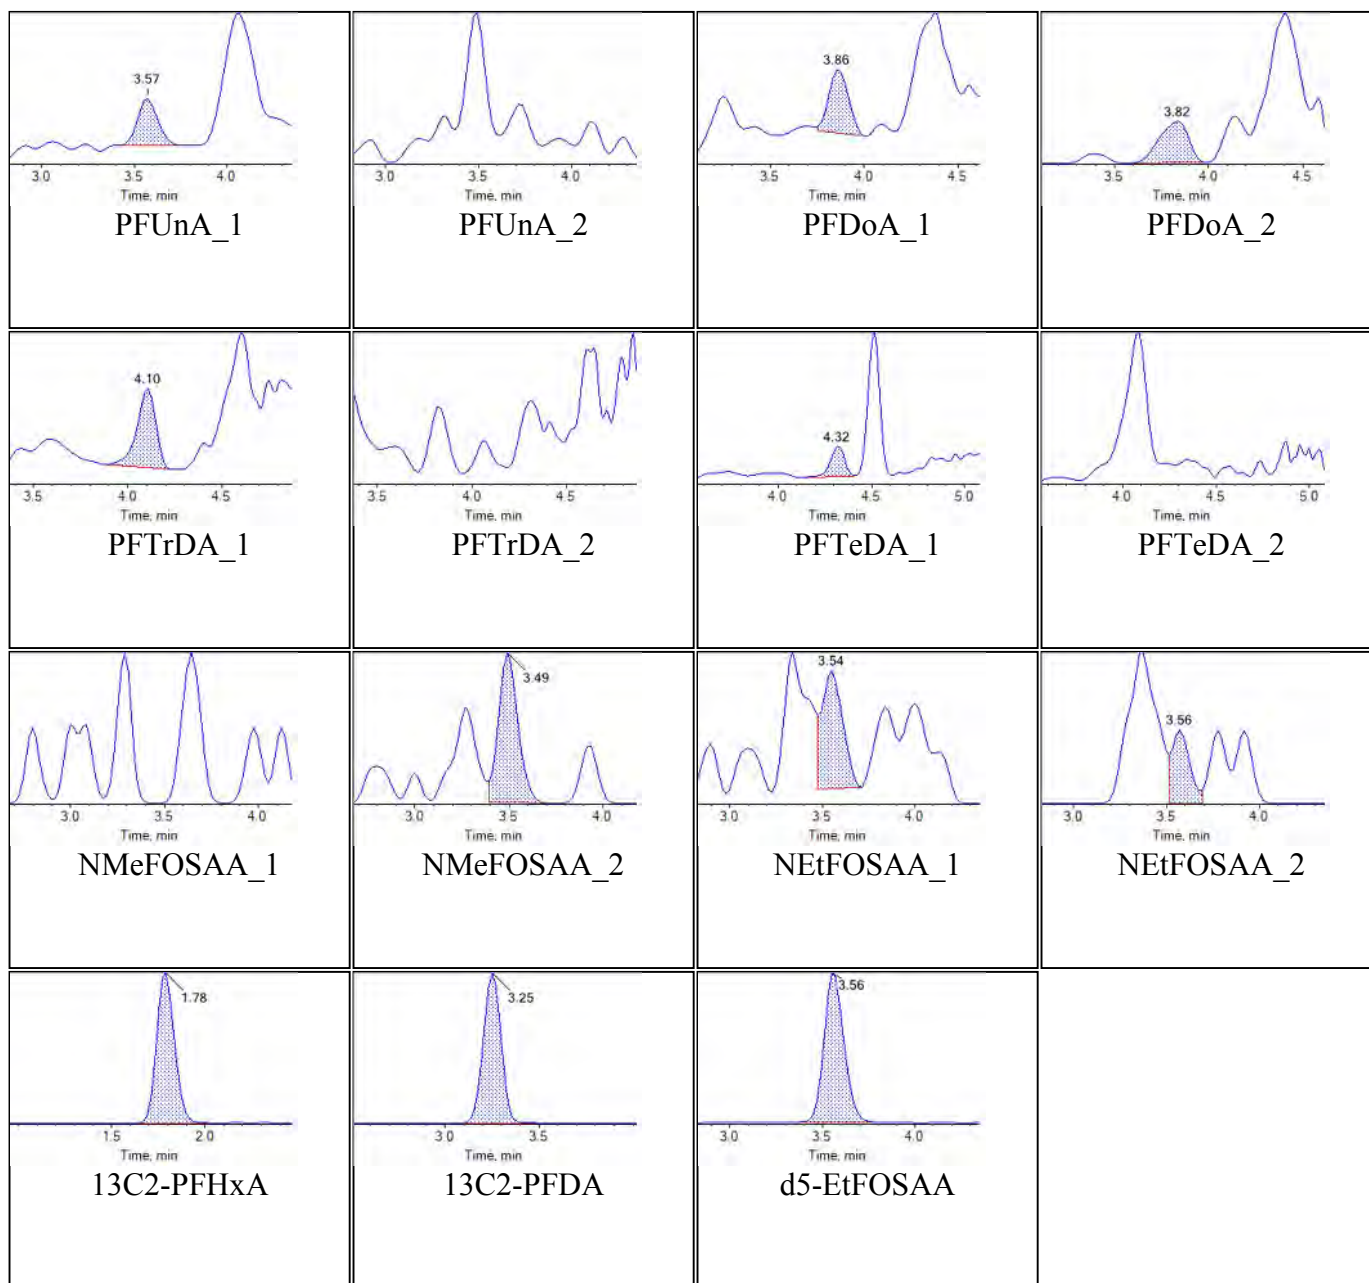 3.57
3.0 3.5 4.0
Time, min
PFUnA_1
3.0 3.5 4.0
Time, min
PFUnA_2
3.86
3.5 4.0 4.5
Time, min
PFDoA_1
3.82
3.5 4.0 4.5
Time, min
PFDoA_2
4.10
3.5 4.0 4.5
Time, min
PFTrDA_1
3.5 4.0 4.5
Time, min
PFTrDA_2
4.32
4.0 4.5 5.0
Time, min
PFTeDA_1
4.0 4.5 5.0
Time, min
PFTeDA_2
3.0 3.5 4.0
Time, min
NMeFOSAA_1
3.49
3.0 3.5 4.0
Time, min
NMeFOSAA_2
3.54
3.0 3.5 4.0
Time, min
NEtFOSAA_1
3.56
3.0 3.5 4.0
Time, min
NEtFOSAA_2
1.78
1.5 2.0
Time, min
13C2-PFHxA
3.25
3.0 3.5
Time, min
13C2-PFDA
3.56
3.0 3.5 4.0
Time, min
d5-EtFOSAA